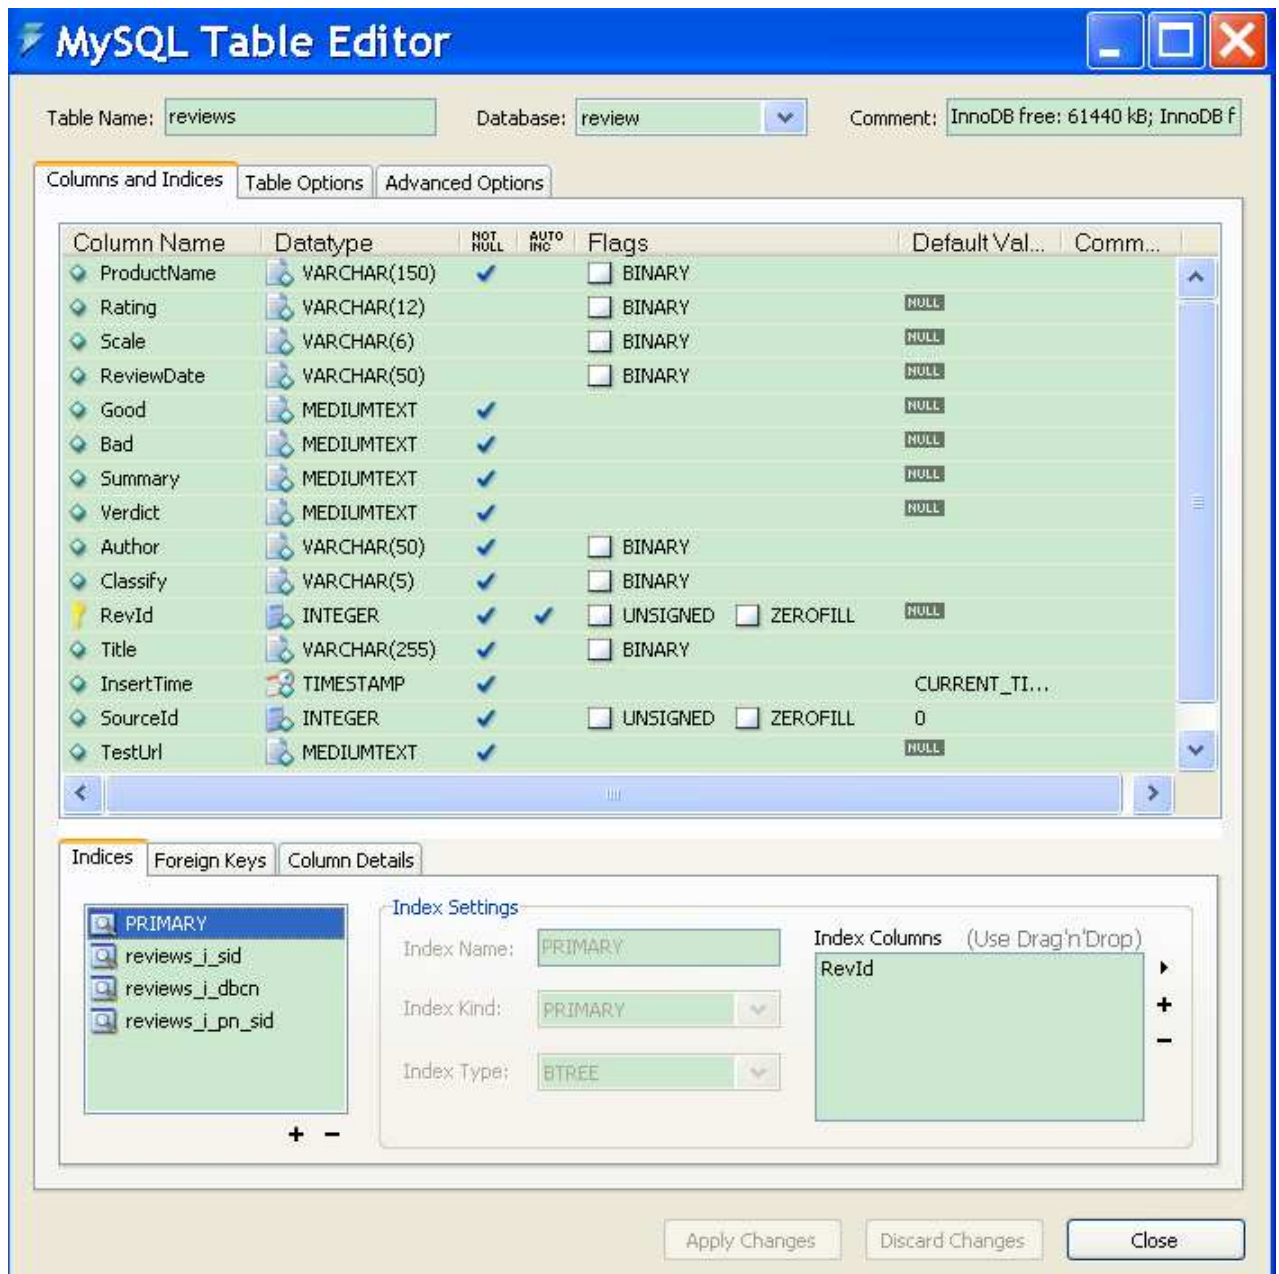 MySQL Table Editor
Table Name: reviews Database: review Comment: InnoDB free: 61440 kB; InnoDB f
Columns and Indices Table Options Advanced Options
Column Name Datatype NOT NULL AUTO INC Flags Default Val... Comm...
ProductName VARCHAR(150) BINARY
Rating VARCHAR(12) BINARY NULL
Scale VARCHAR(6) BINARY NULL
ReviewDate VARCHAR(50) BINARY NULL
Good MEDIUMTEXT NULL
Bad MEDIUMTEXT NULL
Summary MEDIUMTEXT NULL
Verdict MEDIUMTEXT NULL
Author VARCHAR(50) BINARY
Classify VARCHAR(5) BINARY
RevId INTEGER UNSIGNED ZEROFILL NULL
Title VARCHAR(255) BINARY
InsertTime TIMESTAMP CURRENT_TI...
SourceId INTEGER UNSIGNED ZEROFILL 0
TestUrl MEDIUMTEXT NULL
Indices Foreign Keys Column Details
PRIMARY
reviews_i_sid
reviews_i_dbcn
reviews_i_pn_sid
Index Settings
Index Name: PRIMARY
Index Kind: PRIMARY
Index Type: BTREE
Index Columns (Use Drag'n'Drop)
RevId
Apply Changes Discard Changes Close